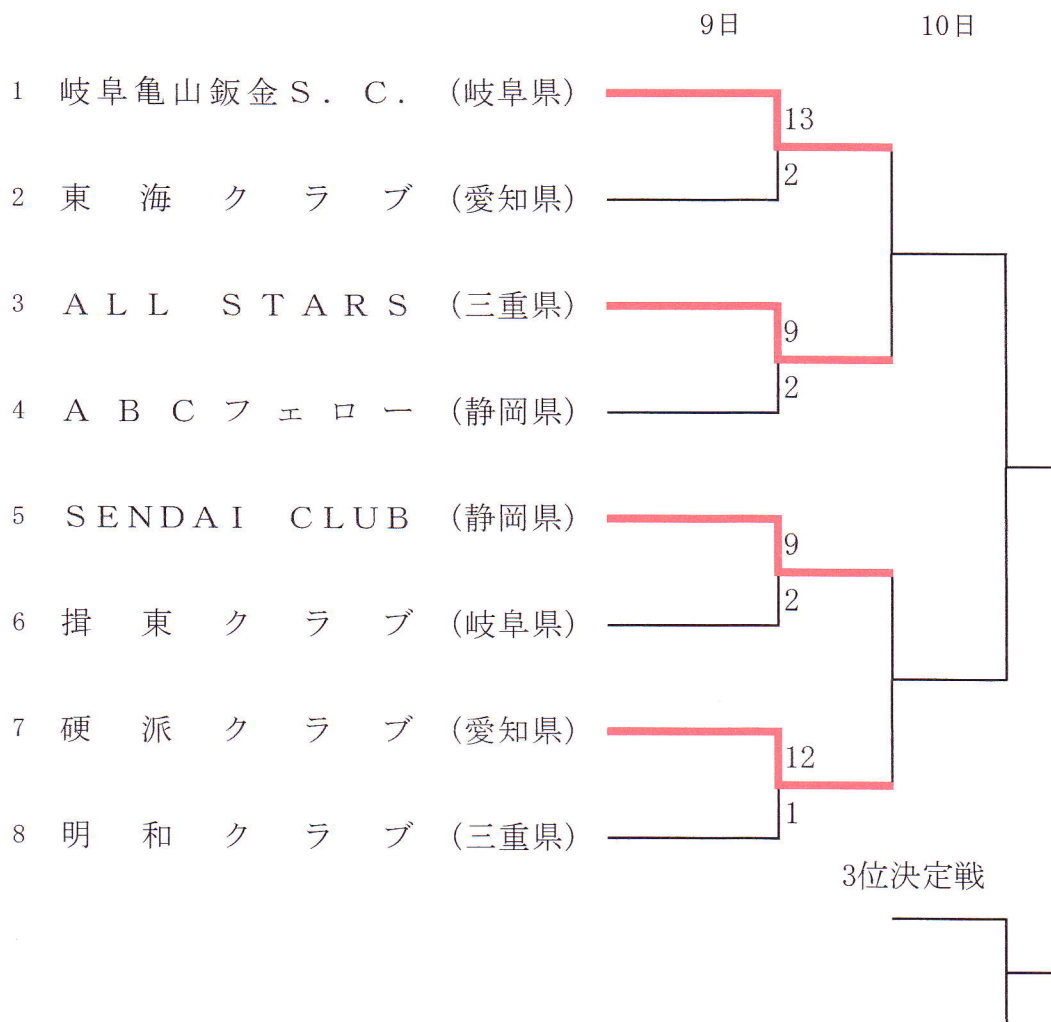 9日 10日
1 岐阜亀山鈑金S.C. (岐阜県)
13
2
2 東海クラブ (愛知県)
3 ALL STARS (三重県)
9
2
4 ABCフェロー (静岡県)
5 SENDAI CLUB (静岡県)
9
2
6 揖東クラブ (岐阜県)
7 硬派クラブ (愛知県)
12
1
8 明和クラブ (三重県)
3位決定戦